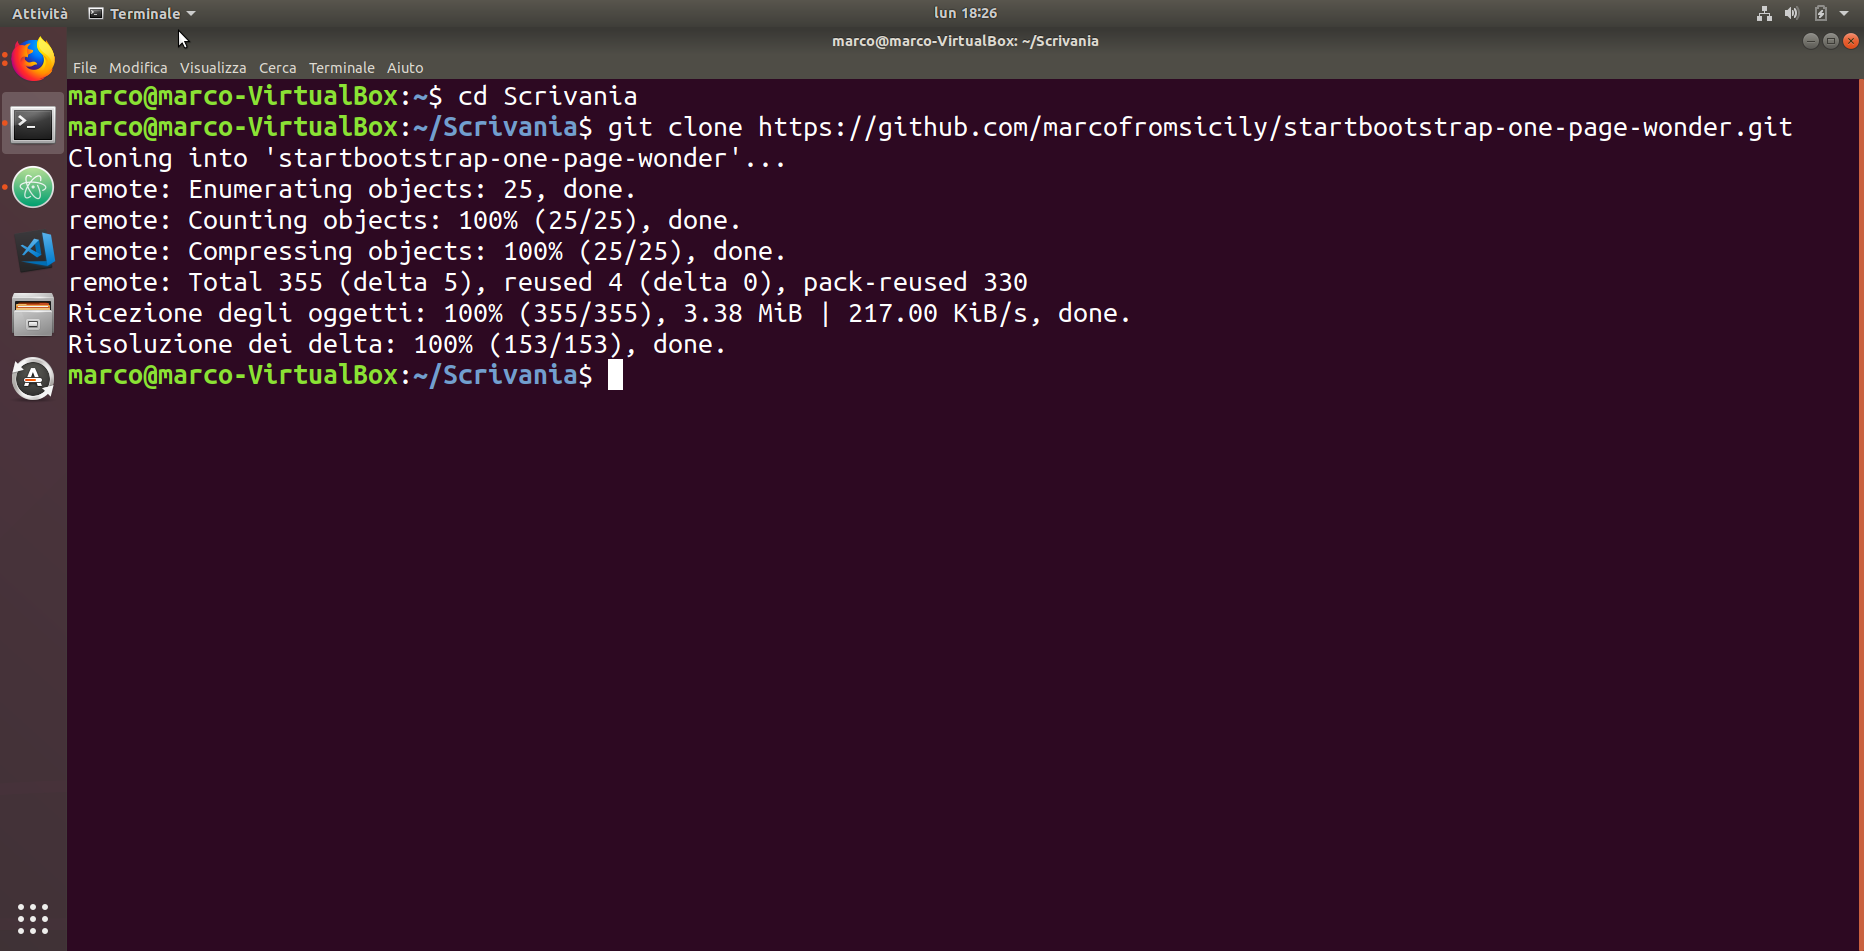 Attività Terminale lun 18:26
marco@marco-VirtualBox: ~/Scrivania
File Modifica Visualizza Cerca Terminale Aiuto
marco@marco-VirtualBox:~$ cd Scrivania
marco@marco-VirtualBox:~/Scrivania$ git clone https://github.com/marcofromsicily/startbootstrap-one-page-wonder.git
Cloning into 'startbootstrap-one-page-wonder'...
remote: Enumerating objects: 25, done.
remote: Counting objects: 100% (25/25), done.
remote: Compressing objects: 100% (25/25), done.
remote: Total 355 (delta 5), reused 4 (delta 0), pack-reused 330
Ricezione degli oggetti: 100% (355/355), 3.38 MiB | 217.00 KiB/s, done.
Risoluzione dei delta: 100% (153/153), done.
marco@marco-VirtualBox:~/Scrivania$